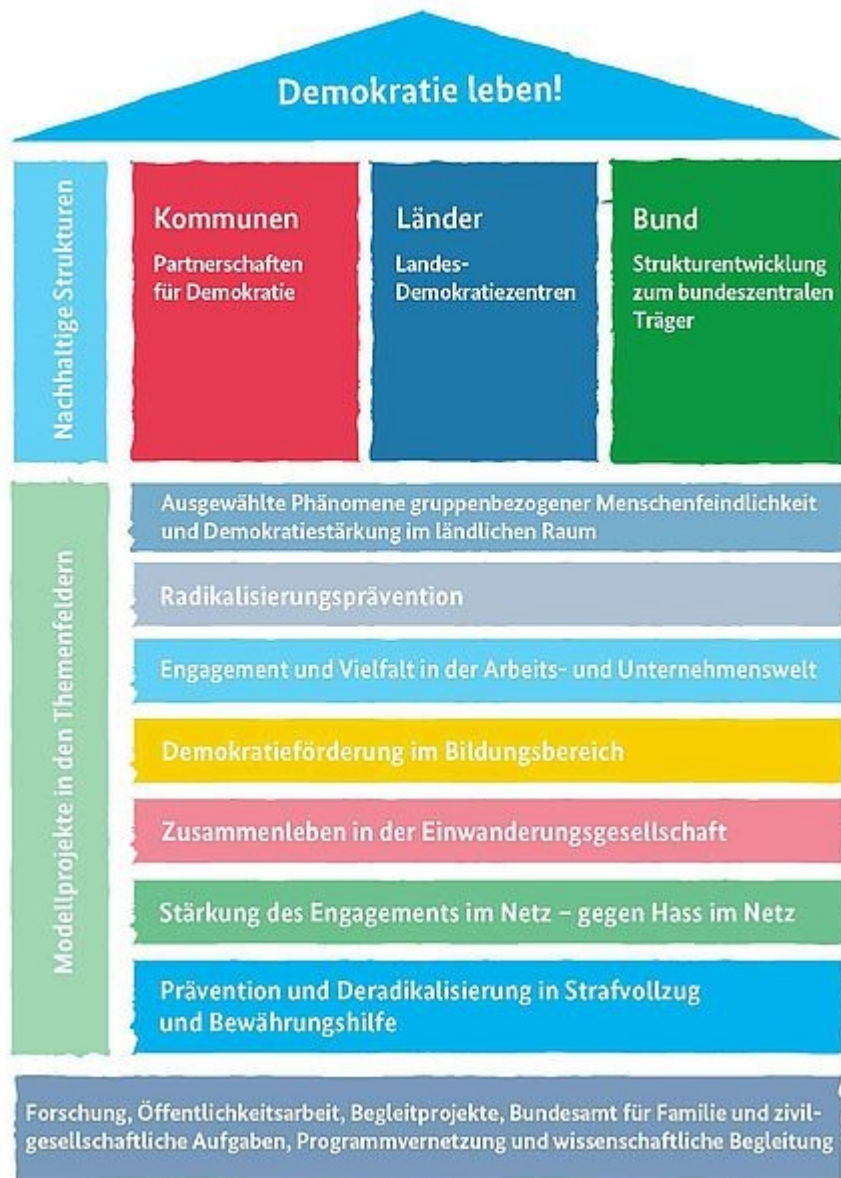 Demokratie leben!
Nachhaltige Strukturen
Kommunen
Partnerschaften
für Demokratie
Länder
Landes-
Demokratiezentren
Bund
Strukturentwicklung
zum bundeszentralen
Träger
Modellprojekte in den Themenfeldern
Ausgewählte Phänomene gruppenbezogener Menschenfeindlichkeit
und Demokratiestärkung im ländlichen Raum
Radikalisierungsprävention
Engagement und Vielfalt in der Arbeits- und Unternehmenswelt
Demokratieförderung im Bildungsbereich
Zusammenleben in der Einwanderungsgesellschaft
Stärkung des Engagements im Netz – gegen Hass im Netz
Prävention und Deradikalisierung in Strafvollzug
und Bewährungshilfe
Forschung, Öffentlichkeitsarbeit, Begleitprojekte, Bundesamt für Familie und zivil-
gesellschaftliche Aufgaben, Programmvernetzung und wissenschaftliche Begleitung